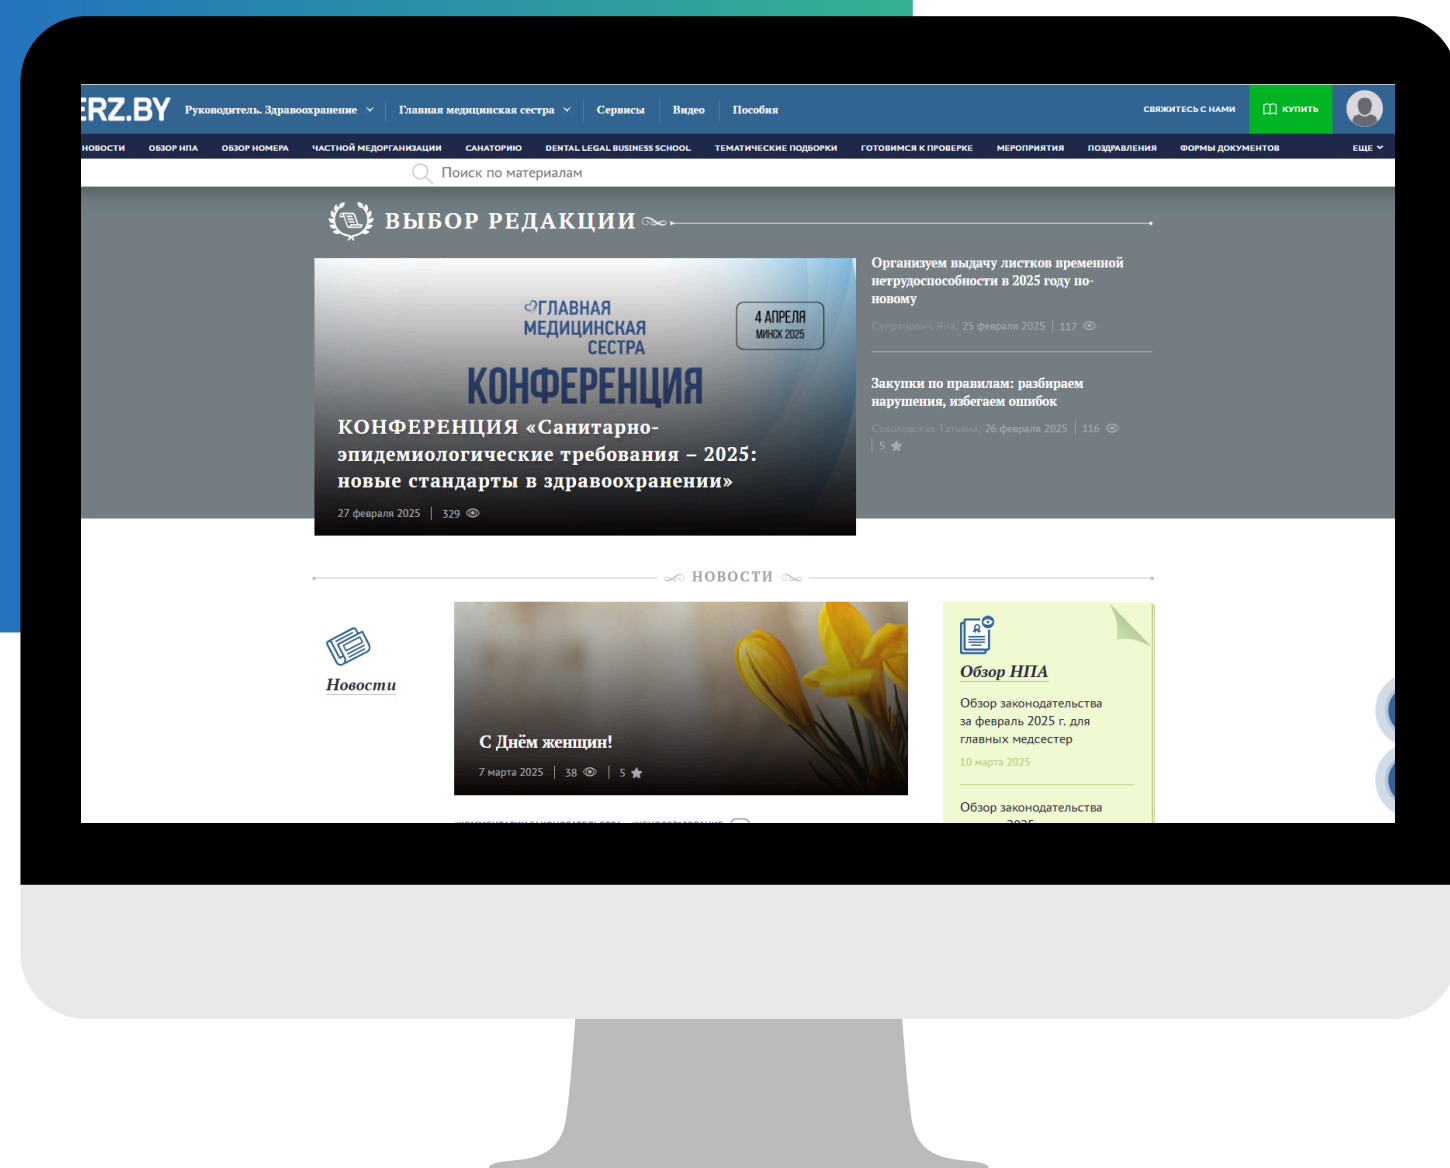 ERZ.BY
Руководитель. Здравоохранение
Главная медицинская сестра
Сервисы
Видео
Пособия
СВЯЖИТЕСЬ С НАМИ
КУПИТЬ
НОВОСТИ
ОБЗОР НПА
ОБЗОР НОМЕРА
ЧАСТНОЙ МЕДОРГАНИЗАЦИИ
САНАТОРИЮ
DENTAL LEGAL BUSINESS SCHOOL
ТЕМАТИЧЕСКИЕ ПОДБОРКИ
ГОТОВИМСЯ К ПРОВЕРКЕ
МЕРОПРИЯТИЯ
ПОЗДРАВЛЕНИЯ
ФОРМЫ ДОКУМЕНТОВ
ЕЩЕ
Поиск по материалам
ВЫБОР РЕДАКЦИИ
ГЛАВНАЯ
МЕДИЦИНСКАЯ
СЕСТРА
4 АПРЕЛЯ
МИНСК 2025
КОНФЕРЕНЦИЯ
КОНФЕРЕНЦИЯ «Санитарно-
эпидемиологические требования – 2025:
новые стандарты в здравоохранении»
27 февраля 2025 | 329
Организуем выдачу листков временной
нетрудоспособности в 2025 году по-
новому
Супранович Яна, 25 февраля 2025 | 117
Закупки по правилам: разбираем
нарушения, избегаем ошибок
Соколовская Татьяна, 26 февраля 2025 | 116
| 5
НОВОСТИ
Новости
С Днём женщин!
7 марта 2025 | 38 | 5
Обзор НПА
Обзор законодательства
за февраль 2025 г. для
главных медсестер
10 марта 2025
Обзор законодательства